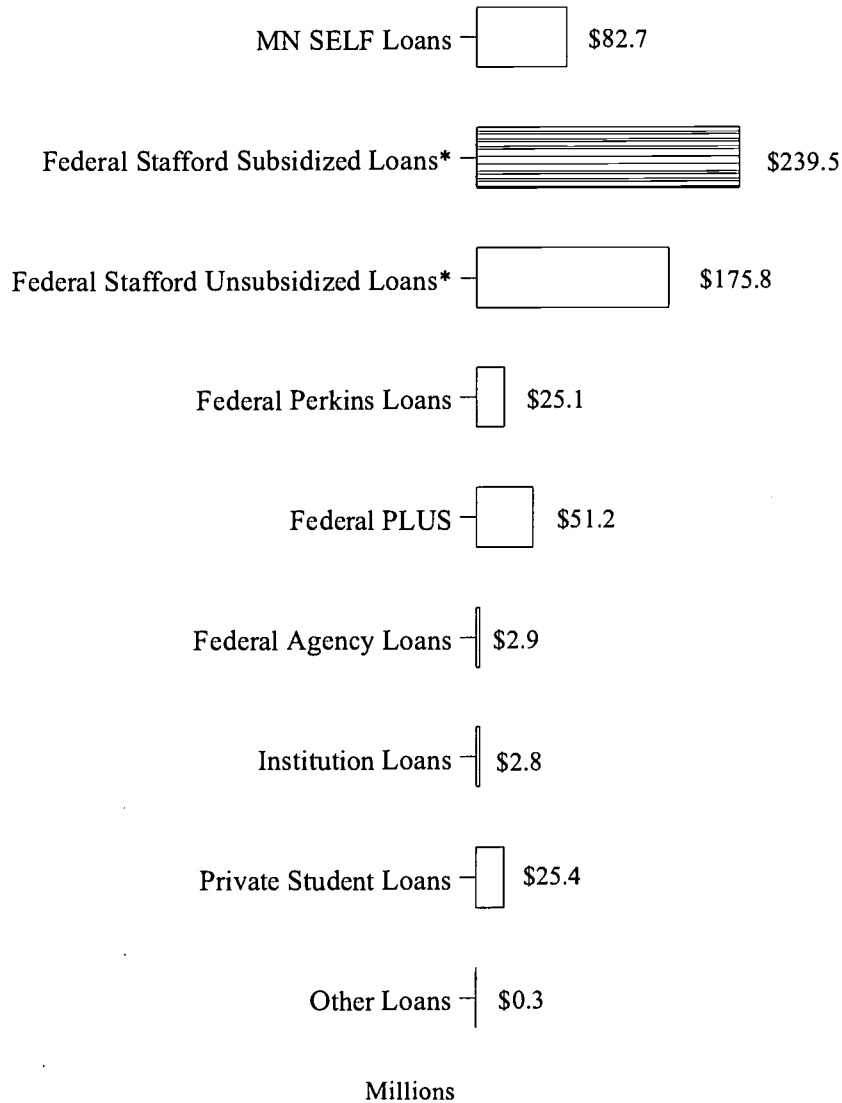 MN SELF Loans $82.7
Federal Stafford Subsidized Loans* $239.5
Federal Stafford Unsubsidized Loans* $175.8
Federal Perkins Loans $25.1
Federal PLUS $51.2
Federal Agency Loans $2.9
Institution Loans $2.8
Private Student Loans $25.4
Other Loans $0.3
Millions